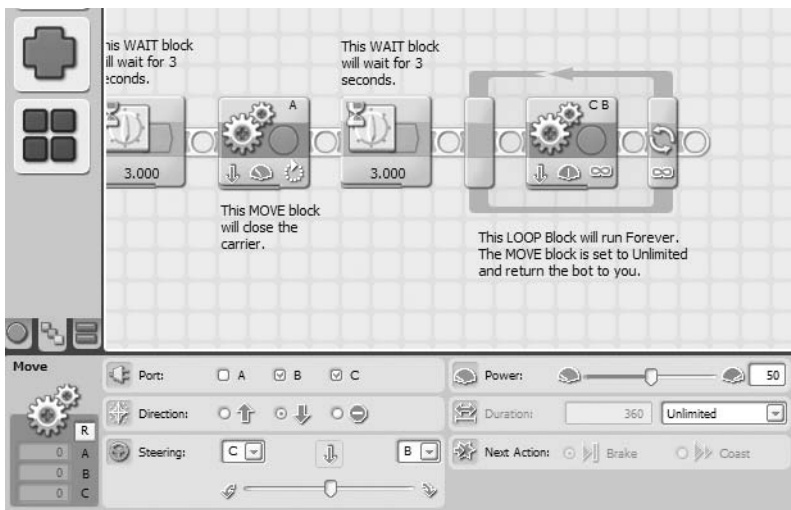 his WAIT block
ill wait for 3
econds.
This WAIT block
will wait for 3
seconds.
A
C B
3.000
3.000
This MOVE block
will close the
carrier.
This LOOP Block will run Forever.
The MOVE block is set to Unlimited
and return the bot to you.
Move
R
0 A
0 B
0 C
Port: A B C
Direction:
Steering: C B
Power: 50
Duration: 360 Unlimited
Next Action: Brake Coast